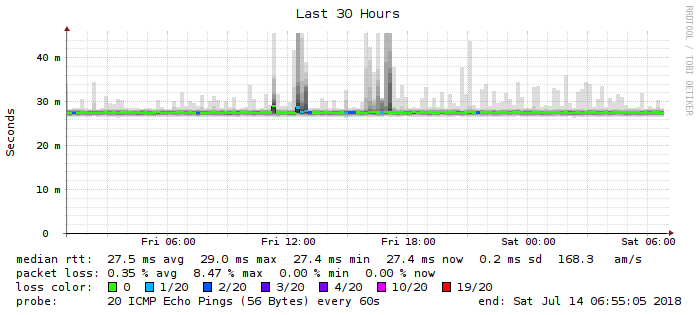 Last 30 Hours
RRDTOOL / TOBI OETIKER
Seconds
40 m
30 m
20 m
10 m
0
Fri 06:00 Fri 12:00 Fri 18:00 Sat 00:00 Sat 06:00
median rtt: 27.5 ms avg 29.0 ms max 27.4 ms min 27.4 ms now 0.2 ms sd 168.3 am/s
packet loss: 0.35 % avg 8.47 % max 0.00 % min 0.00 % now
loss color: 0 1/20 2/20 3/20 4/20 10/20 19/20
probe: 20 ICMP Echo Pings (56 Bytes) every 60s end: Sat Jul 14 06:55:05 2018